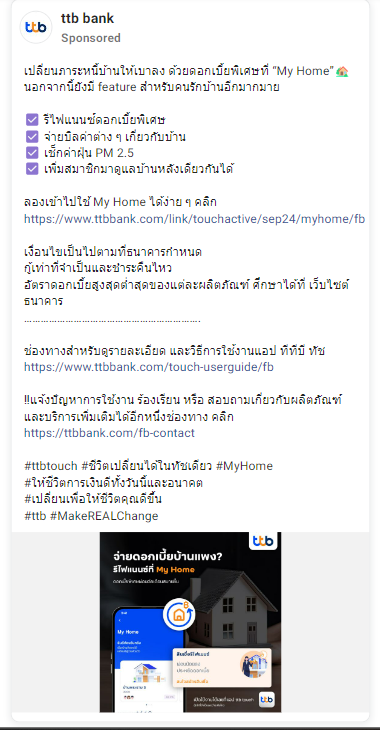 ttb
ttb bank
Sponsored
เปลี่ยนภาระหนี้บ้านให้เบาลง ด้วยดอกเบี้ยพิเศษที่ “My Home”🏠
นอกจากนี้ยังมี feature สำหรับคนรักบ้านอีกมากมาย
☑ รีไฟแนนซ์ดอกเบี้ยพิเศษ
☑ จ่ายบิลค่าต่าง ๆ เกี่ยวกับบ้าน
☑ เช็กค่าฝุ่น PM 2.5
☑ เพิ่มสมาชิกมาดูแลบ้านหลังเดียวกันได้
ลองเข้าไปใช้ My Home ได้ง่าย ๆ คลิก
https://www.ttbbank.com/link/touchactive/sep24/myhome/fb
เงื่อนไขเป็นไปตามที่ธนาคารกำหนด
กู้เท่าที่จำเป็นและชำระคืนไหว
อัตราดอกเบี้ยสูงสุดต่ำสุดของแต่ละผลิตภัณฑ์ ศึกษาได้ที่ เว็บไซต์
ธนาคาร
……………………………………………………
ช่องทางสำหรับดูรายละเอียด และวิธีการใช้งานแอป ทีทีบี ทัช
https://www.ttbbank.com/touch-userguide/fb
‼แจ้งปัญหาการใช้งาน ร้องเรียน หรือ สอบถามเกี่ยวกับผลิตภัณฑ์
และบริการเพิ่มเติมได้อีกหนึ่งช่องทาง คลิก
https://ttbbank.com/fb-contact
#ttbtouch #ชีวิตเปลี่ยนได้ในทัชเดียว #MyHome
#ให้ชีวิตการเงินดีทั้งวันนี้และอนาคต
#เปลี่ยนเพื่อให้ชีวิตคุณดีขึ้น
#ttb #MakeREALChange
ttb
จ่ายดอกเบี้ยบ้านแพง?
รีไฟแนนซ์ที่ My Home
My Home
ttb